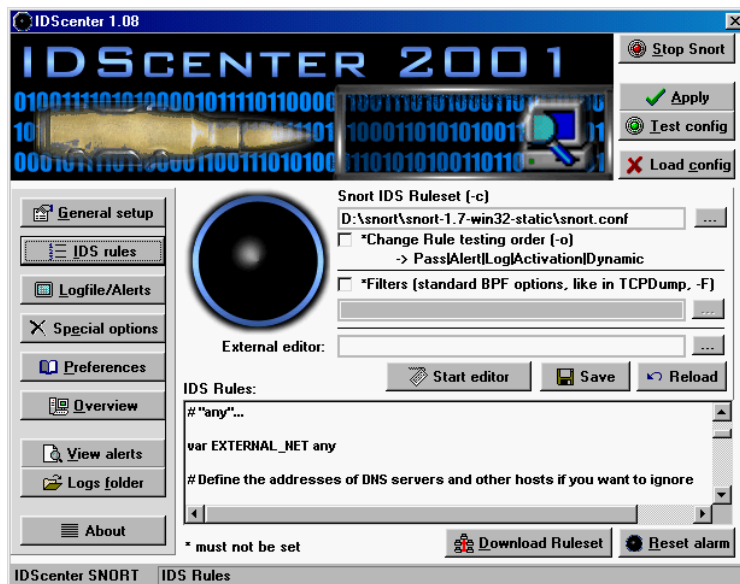 IDScenter 1.08
IDSCENTER 2001
Stop Snort
Apply
Test config
Load config
General setup
IDS rules
Logfile/Alerts
Special options
Preferences
Overview
View alerts
Logs folder
About
Snort IDS Ruleset (-c)
D:\snort\snort-1.7-win32-static\snort.conf
...
*Change Rule testing order (-o)
-> Pass|Alert|Log|Activation|Dynamic
*Filters (standard BPF options, like in TCPDump, -F)
...
External editor:
...
Start editor
Save
Reload
IDS Rules:
# "any"...
var EXTERNAL_NET any
# Define the addresses of DNS servers and other hosts if you want to ignore
* must not be set
Download Ruleset
Reset alarm
IDScenter SNORT
IDS Rules